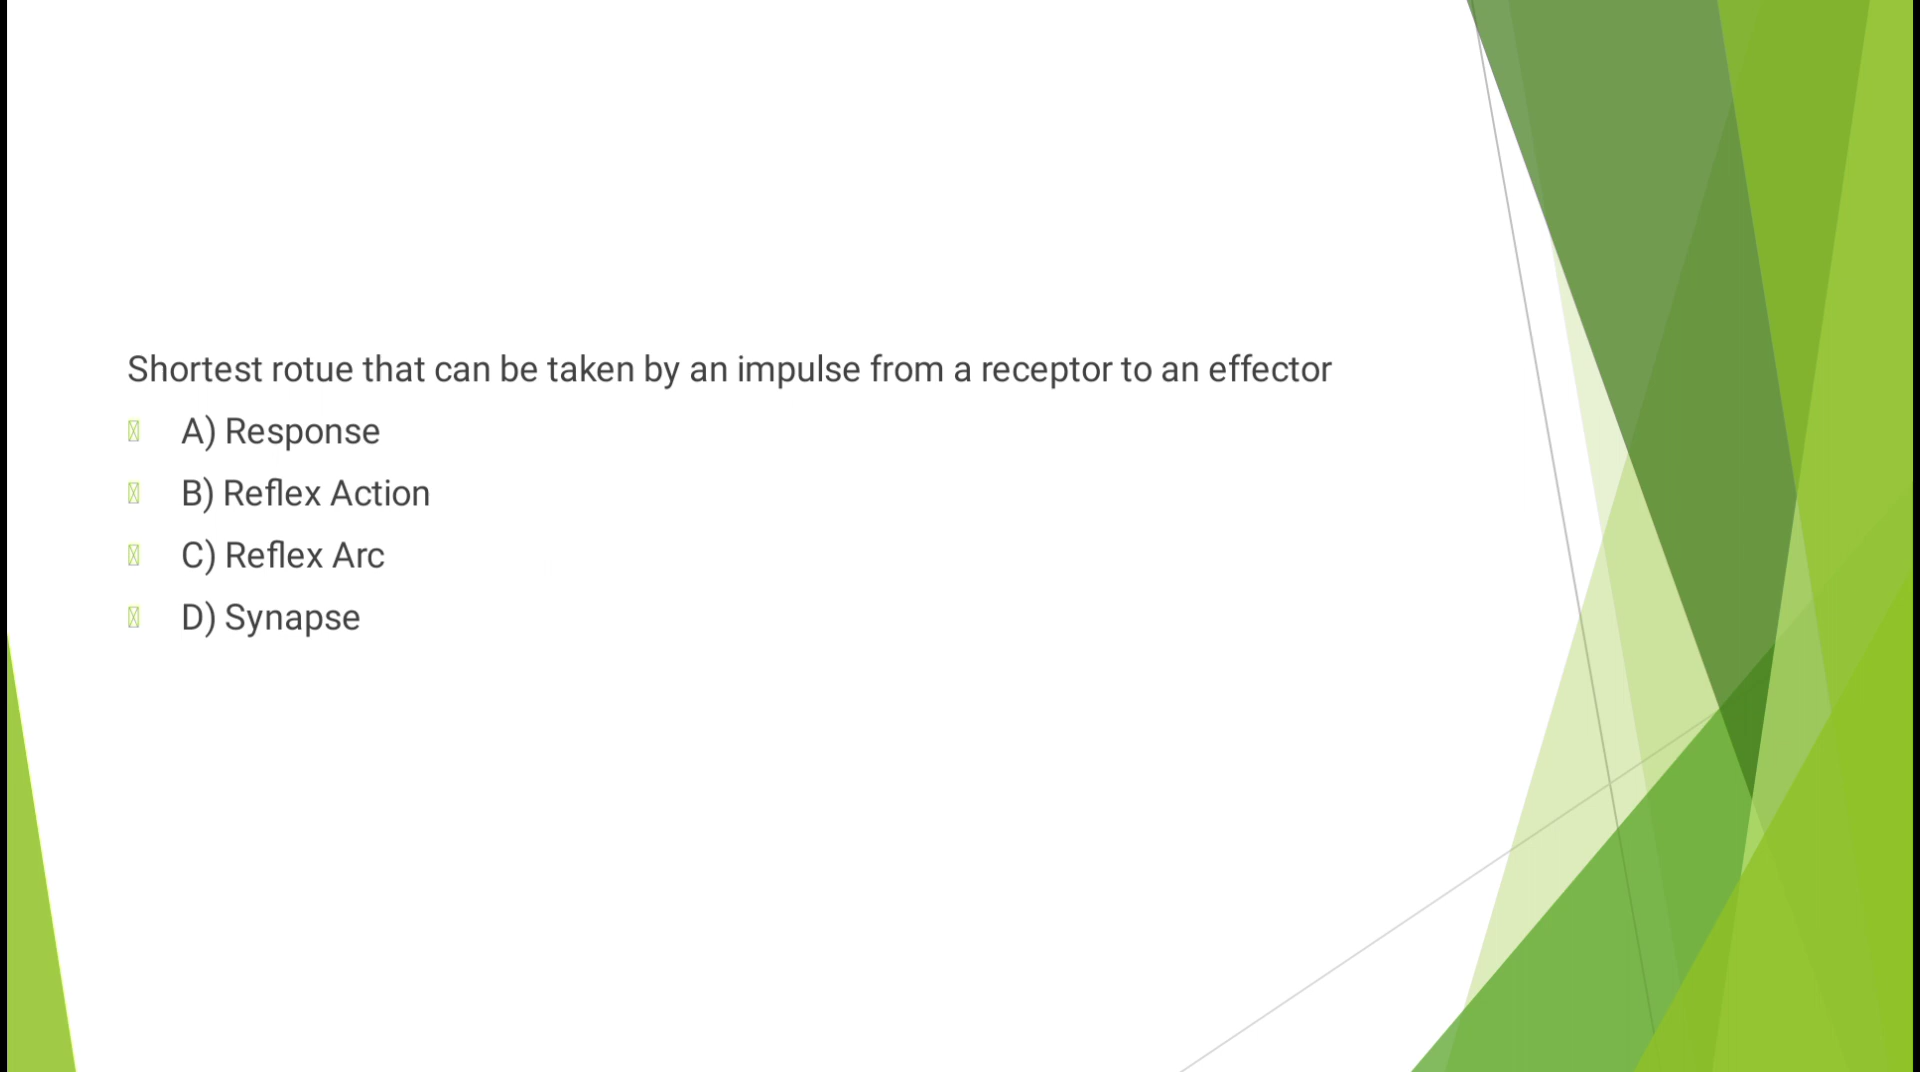 Shortest rotue that can be taken by an impulse from a receptor to an effector
A) Response
B) Reflex Action
C) Reflex Arc
D) Synapse